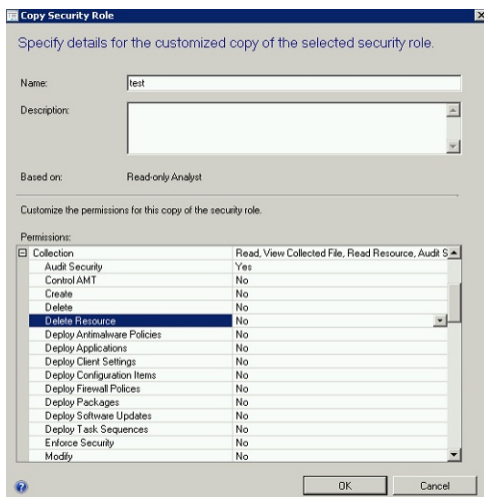 Copy Security Role
Specify details for the customized copy of the selected security role.
Name: test
Description:
Based on: Read-only Analyst
Customize the permissions for this copy of the security role.
Permissions:
Collection Read, View Collected File, Read Resource, Audit S
Audit Security Yes
Control AMT No
Create No
Delete No
Delete Resource No
Deploy Antimalware Policies No
Deploy Applications No
Deploy Client Settings No
Deploy Configuration Items No
Deploy Firewall Polices No
Deploy Packages No
Deploy Software Updates No
Deploy Task Sequences No
Enforce Security No
Modify No
OK Cancel